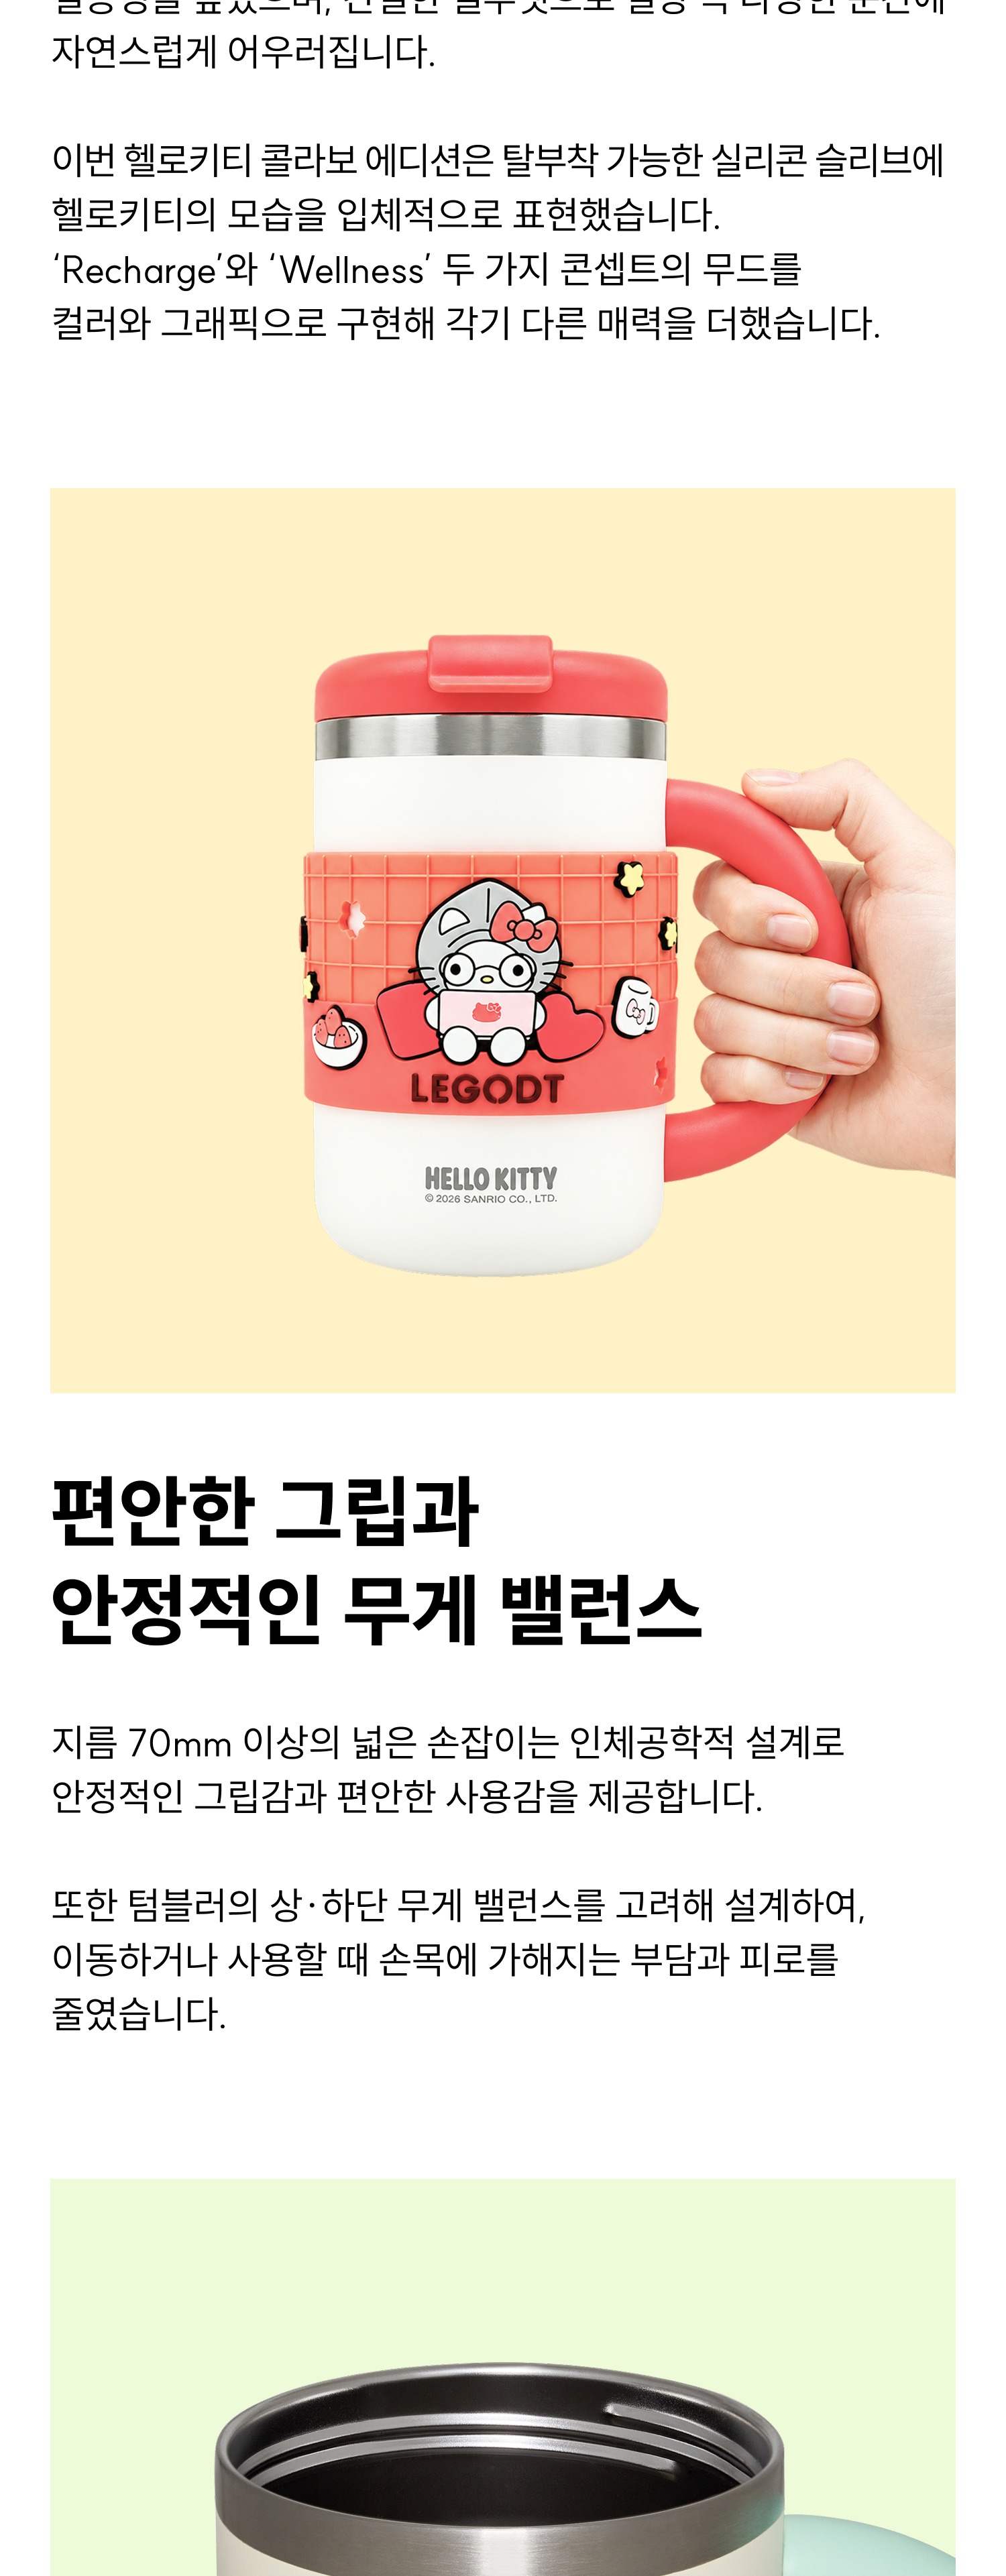 자연스럽게 어우러집니다.
이번 헬로키티 콜라보 에디션은 탈부착 가능한 실리콘 슬리브에
헬로키티의 모습을 입체적으로 표현했습니다.
‘Recharge’와 ‘Wellness’ 두 가지 콘셉트의 무드를
컬러와 그래픽으로 구현해 각기 다른 매력을 더했습니다.
LEGODT
HELLO KITTY
© 2026 SANRIO CO., LTD.
편안한 그립과
안정적인 무게 밸런스
지름 70mm 이상의 넓은 손잡이는 인체공학적 설계로
안정적인 그립감과 편안한 사용감을 제공합니다.
또한 텀블러의 상·하단 무게 밸런스를 고려해 설계하여,
이동하거나 사용할 때 손목에 가해지는 부담과 피로를
줄였습니다.